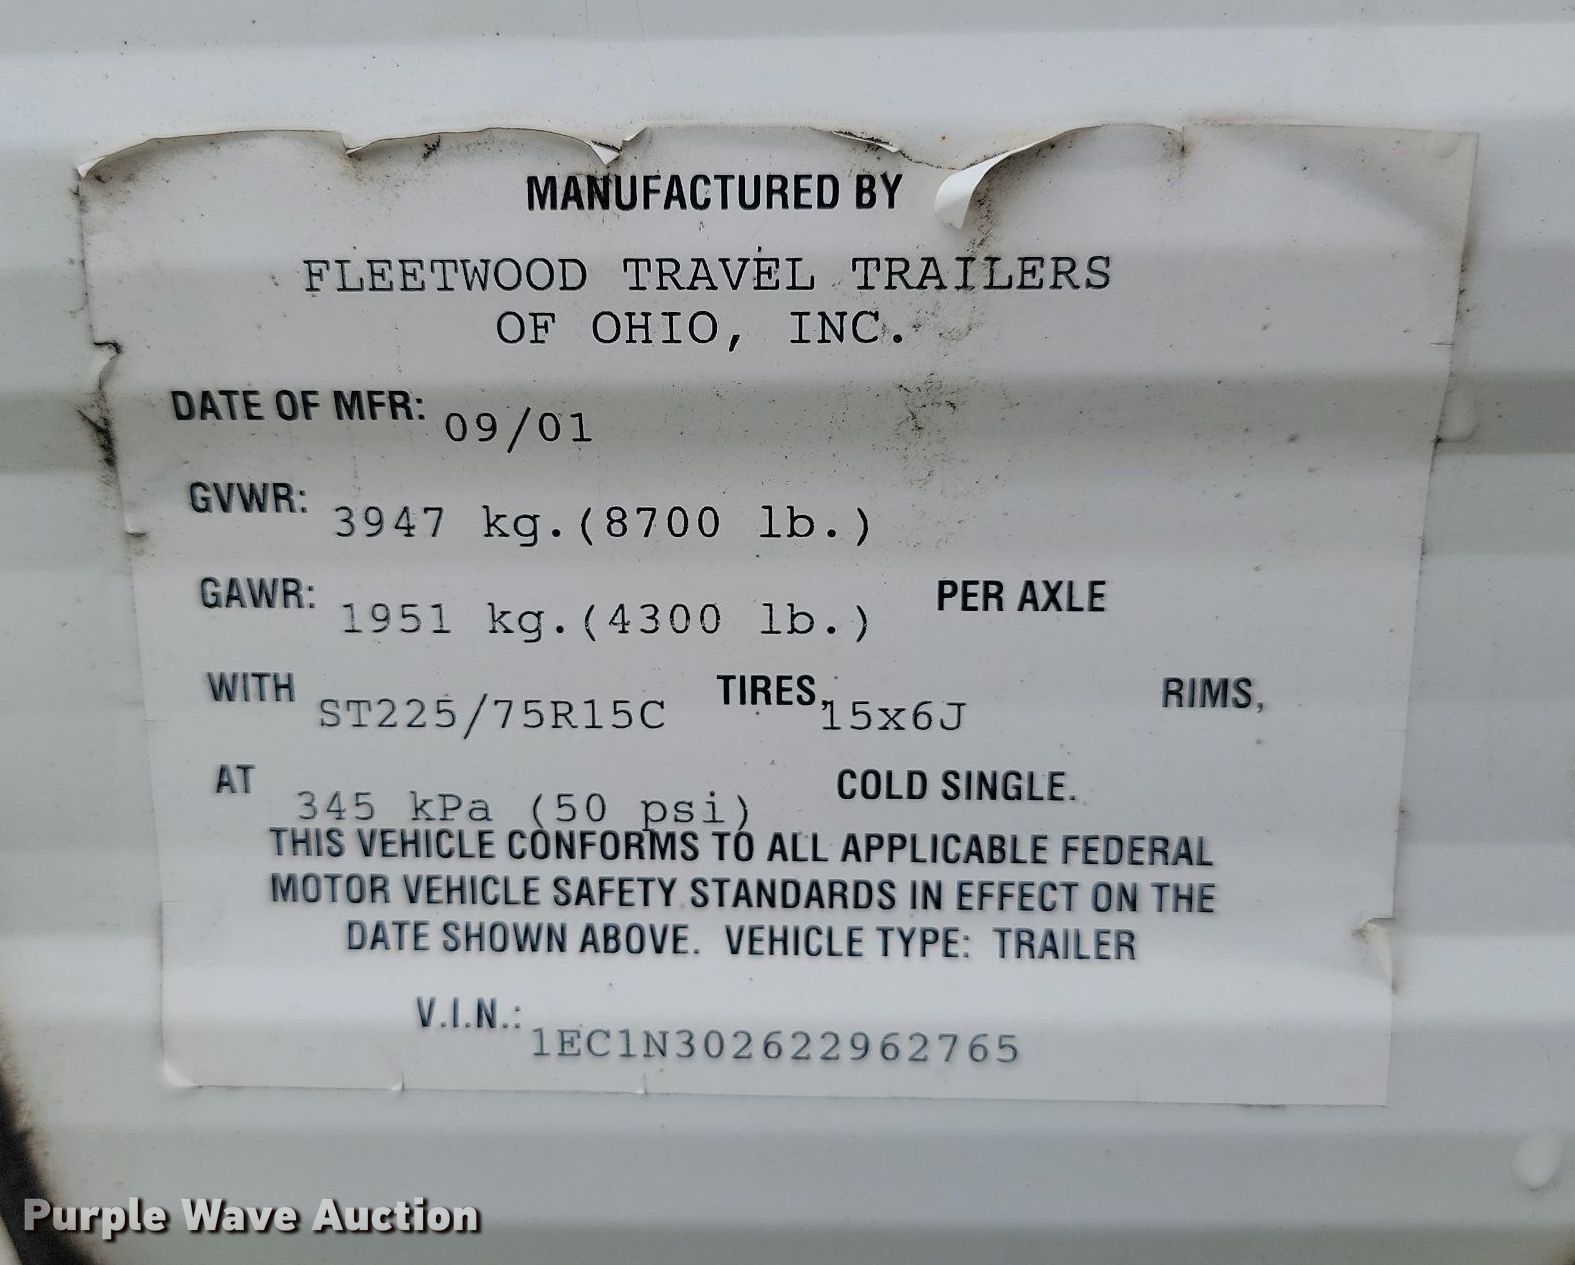 MANUFACTURED BY
FLEETWOOD TRAVEL TRAILERS
OF OHIO, INC.
DATE OF MFR: 09/01
GVWR: 3947 kg.(8700 lb.)
GAWR: 1951 kg.(4300 lb.) PER AXLE
WITH ST225/75R15C TIRES, 15x6J RIMS,
AT 345 kPa (50 psi) COLD SINGLE.
THIS VEHICLE CONFORMS TO ALL APPLICABLE FEDERAL
MOTOR VEHICLE SAFETY STANDARDS IN EFFECT ON THE
DATE SHOWN ABOVE. VEHICLE TYPE: TRAILER
V.I.N.: 1EC1N302622962765
Purple Wave Auction